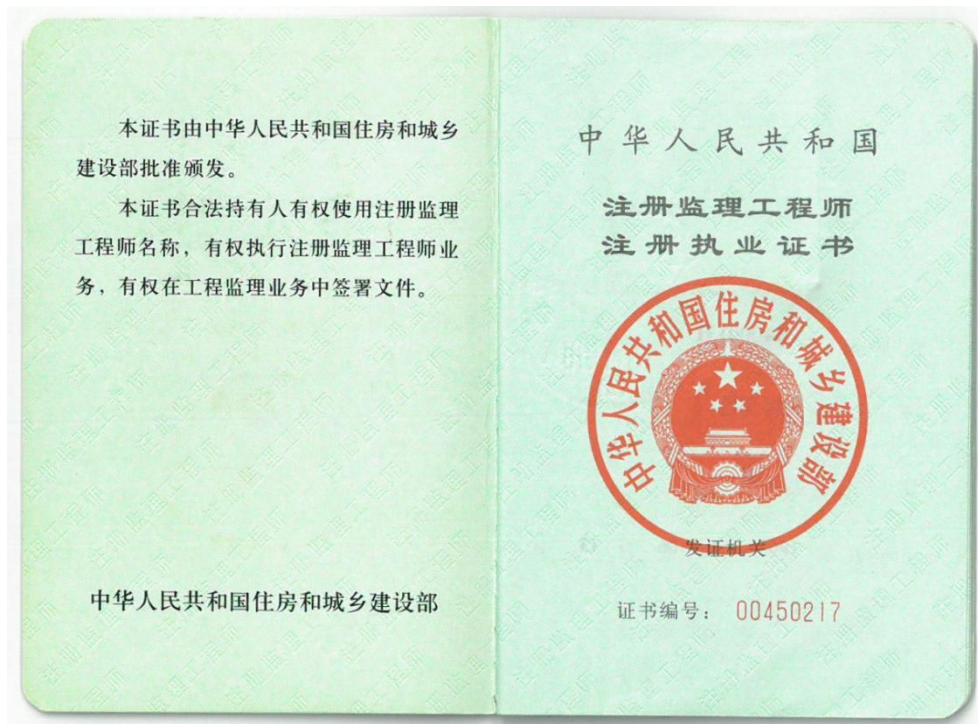 本证书由中华人民共和国住房和城乡
建设部批准颁发。
本证书合法持有人有权使用注册监理
工程师名称，有权执行注册监理工程师业
务，有权在工程监理业务中签署文件。
中华人民共和国住房和城乡建设部
中华人民共和国
注册监理工程师
注册执业证书
中华人民共和国住房和城乡建设部
发证机关
证书编号： 00450217